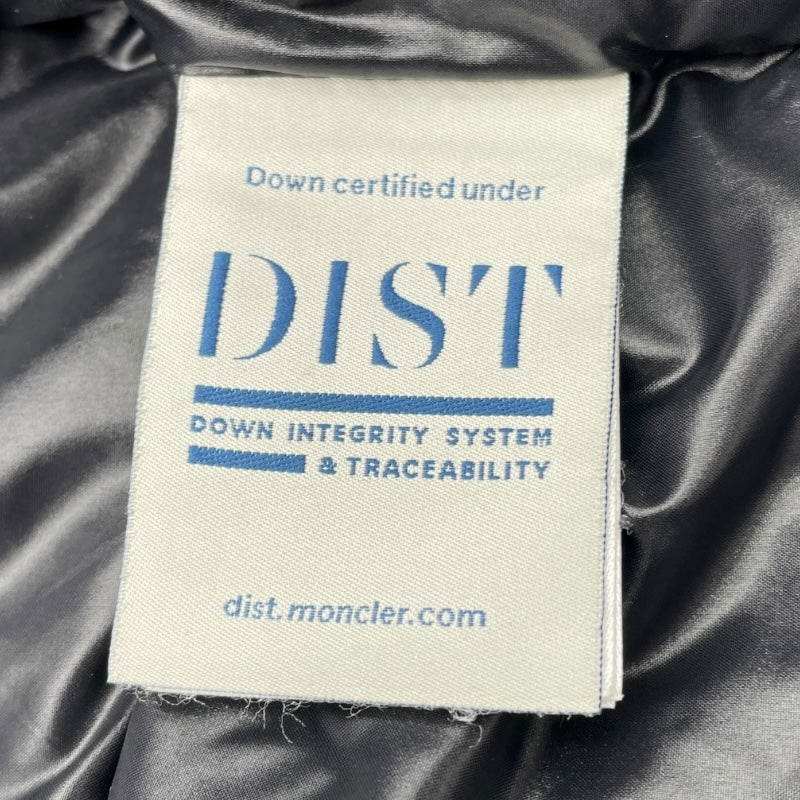 Down certified under
DIST
DOWN INTEGRITY SYSTEM
& TRACEABILITY
dist.moncler.com